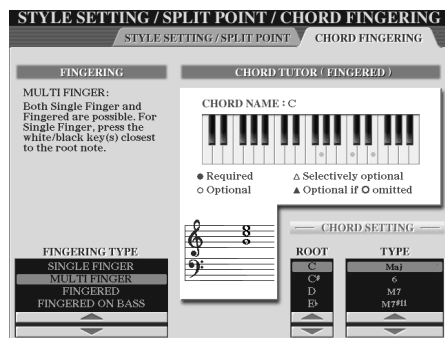 STYLE SETTING / SPLIT POINT / CHORD FINGERING
STYLE SETTING / SPLIT POINT
CHORD FINGERING
FINGERING
MULTI FINGER:
Both Single Finger and
Fingered are possible. For
Single Finger, press the
white/black key(s) closest
to the root note.
FINGERING TYPE
SINGLE FINGER
MULTI FINGER
FINGERED
FINGERED ON BASS
CHORD TUTOR ( FINGERED )
CHORD NAME : C
● Required
△ Selectively optional
○ Optional
▲ Optional if ✪ omitted
CHORD SETTING
ROOT
C
C#
D
E♭
TYPE
Maj
6
M7
M7#11